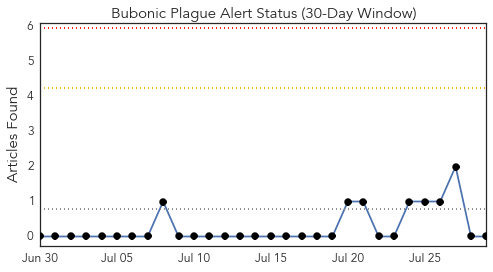 Bubonic Plague Alert Status (30-Day Window)
Articles Found
6
5
4
3
2
1
0
Jun 30 Jul 05 Jul 10 Jul 15 Jul 20 Jul 25